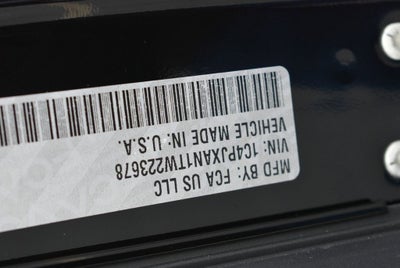 MFD BY: FCA US LLC
VIN: 1C4PJXAN1TW223678
VEHICLE MADE IN: U.S.A.